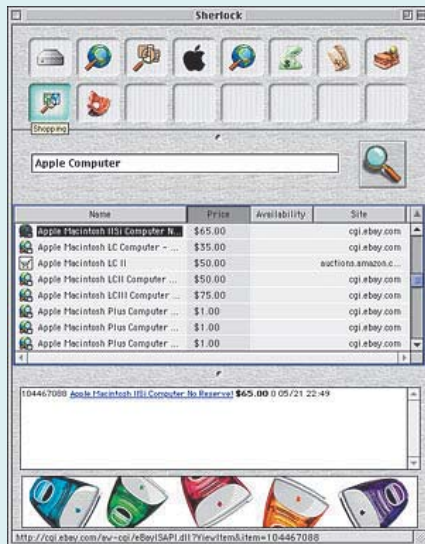 Sherlock
Shopping
Apple Computer
Name Price Availability Site
Apple Macintosh IISi Computer N... $65.00 cgi.ebay.com
Apple Macintosh LC Computer - ... $35.00 cgi.ebay.com
Apple Macintosh LC II $50.00 auctions.amazon.c...
Apple Macintosh LCII Computer ... $50.00 cgi.ebay.com
Apple Macintosh LCIII Computer ... $75.00 cgi.ebay.com
Apple Macintosh Plus Computer ... $1.00 cgi.ebay.com
Apple Macintosh Plus Computer ... $1.00 cgi.ebay.com
Apple Macintosh Plus Computer ... $1.00 cgi.ebay.com
104467088 Apple Macintosh IISi Computer No Reserve! $65.00 0 05/21 22:49
http://cgi.ebay.com/aw-cgi/eBayISAPI.dll?ViewItem&item=104467088